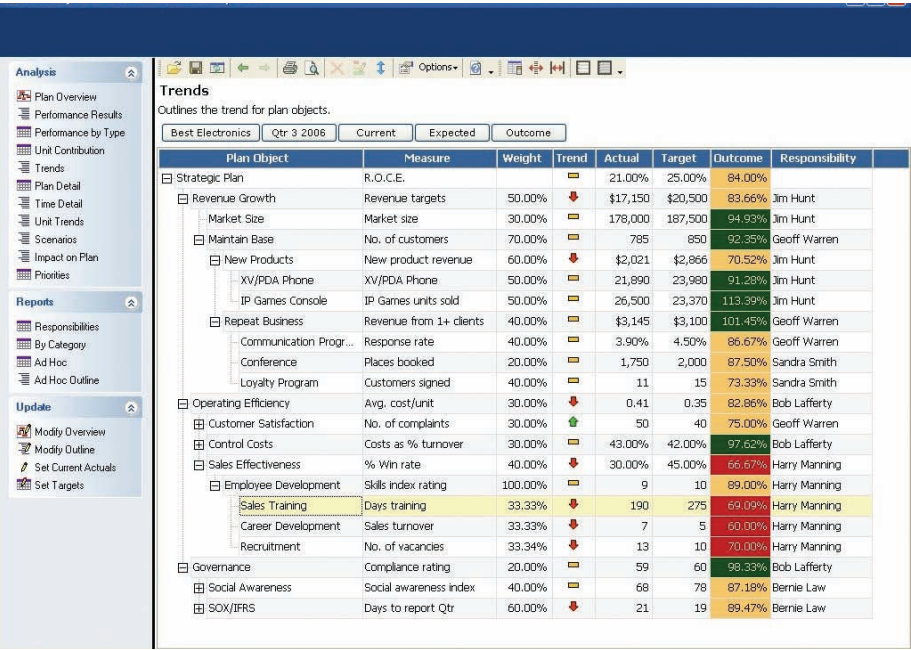 Analysis
Plan Overview
Performance Results
Performance by Type
Unit Contribution
Trends
Plan Detail
Time Detail
Unit Trends
Scenarios
Impact on Plan
Priorities
Reports
Responsibilities
By Category
Ad Hoc
Ad Hoc Outline
Update
Modify Overview
Modify Outline
Set Current Actuals
Set Targets
Options
Trends
Outlines the trend for plan objects.
Best Electronics Qtr 3 2006 Current Expected Outcome
Plan Object Measure Weight Trend Actual Target Outcome Responsibility
Strategic Plan R.O.C.E. 21.00% 25.00% 84.00%
Revenue Growth Revenue targets 50.00% $17,150 $20,500 83.66% Jim Hunt
Market Size Market size 30.00% 178,000 187,500 94.93% Jim Hunt
Maintain Base No. of customers 70.00% 785 850 92.35% Geoff Warren
New Products New product revenue 60.00% $2,021 $2,866 70.52% Jim Hunt
XV/PDA Phone XV/PDA Phone 50.00% 21,890 23,980 91.28% Jim Hunt
IP Games Console IP Games units sold 50.00% 26,500 23,370 113.39% Jim Hunt
Repeat Business Revenue from 1+ clients 40.00% $3,145 $3,100 101.45% Geoff Warren
Communication Progr... Response rate 40.00% 3.90% 4.50% 86.67% Geoff Warren
Conference Places booked 20.00% 1,750 2,000 87.50% Sandra Smith
Loyalty Program Customers signed 40.00% 11 15 73.33% Sandra Smith
Operating Efficiency Avg. cost/unit 30.00% 0.41 0.35 82.86% Bob Lafferty
Customer Satisfaction No. of complaints 30.00% 50 40 75.00% Geoff Warren
Control Costs Costs as % turnover 30.00% 43.00% 42.00% 97.62% Bob Lafferty
Sales Effectiveness % Win rate 40.00% 30.00% 45.00% 66.67% Harry Manning
Employee Development Skills index rating 100.00% 9 10 89.00% Harry Manning
Sales Training Days training 33.33% 190 275 69.09% Harry Manning
Career Development Sales turnover 33.33% 7 5 60.00% Harry Manning
Recruitment No. of vacancies 33.34% 13 10 70.00% Harry Manning
Governance Compliance rating 20.00% 59 60 98.33% Bob Lafferty
Social Awareness Social awareness index 40.00% 68 78 87.18% Bernie Law
SOX/IFRS Days to report Qtr 60.00% 21 19 89.47% Bernie Law